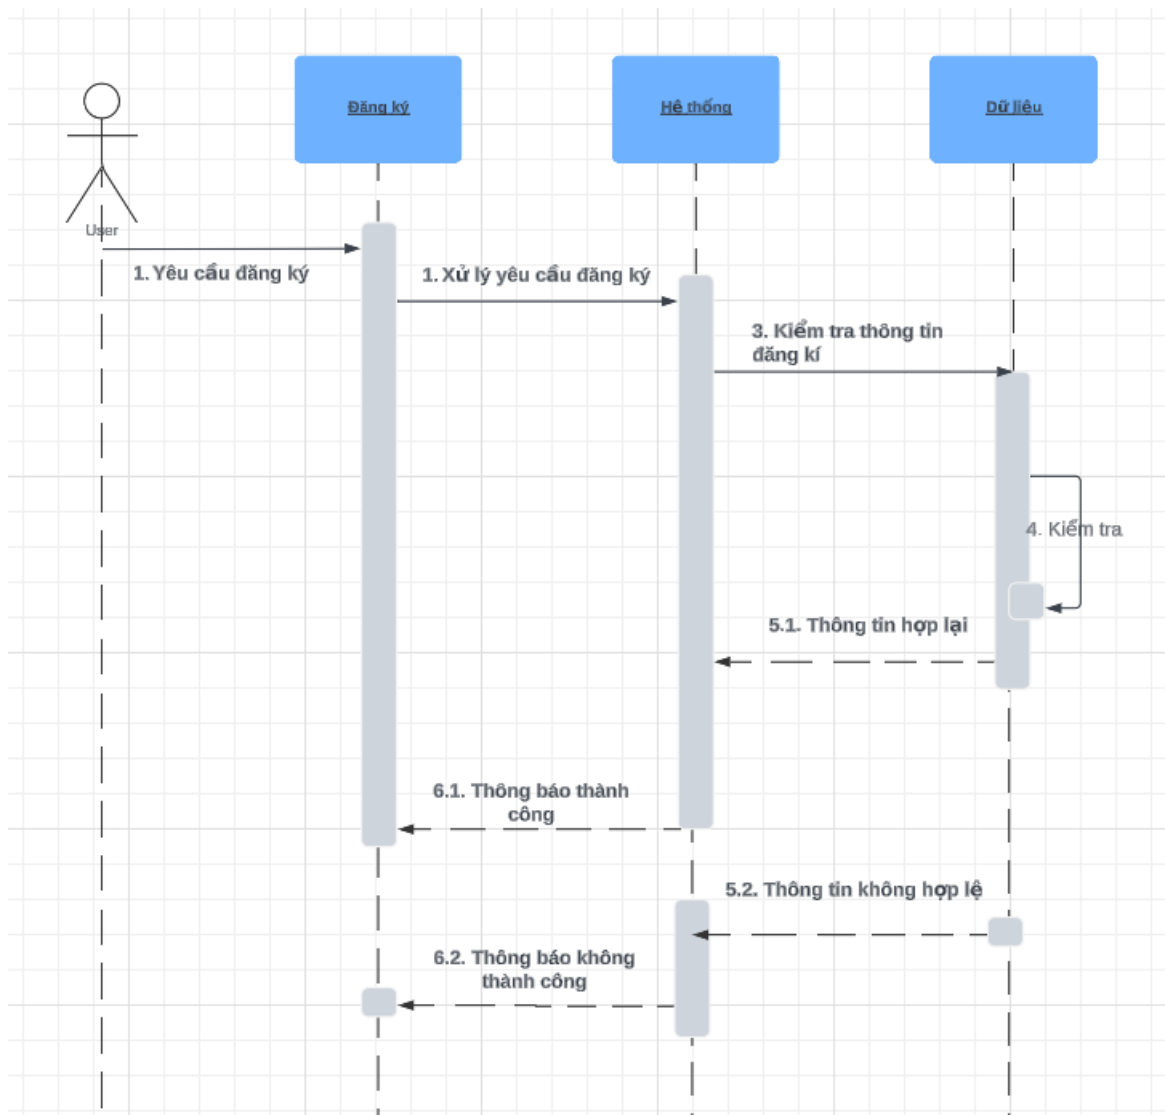 Đăng ký
Hệ thống
Dữ liệu
User
1. Yêu cầu đăng ký
1. Xử lý yêu cầu đăng ký
3. Kiểm tra thông tin
đăng kí
4. Kiểm tra
5.1. Thông tin hợp lại
6.1. Thông báo thành
công
5.2. Thông tin không hợp lệ
6.2. Thông báo không
thành công